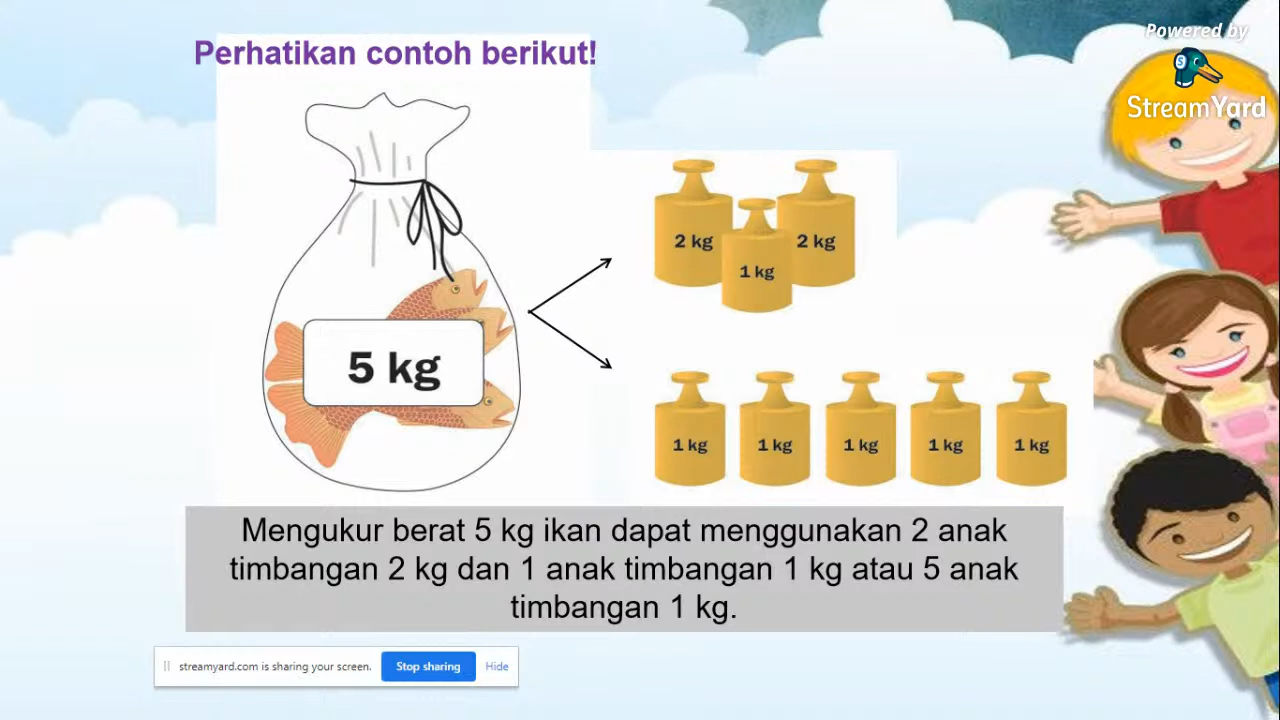 Perhatikan contoh berikut!
Powered by
StreamYard
5 kg
2 kg
2 kg
1 kg
1 kg
1 kg
1 kg
1 kg
1 kg
Mengukur berat 5 kg ikan dapat menggunakan 2 anak
timbangan 2 kg dan 1 anak timbangan 1 kg atau 5 anak
timbangan 1 kg.
streamyard.com is sharing your screen.
Stop sharing
Hide